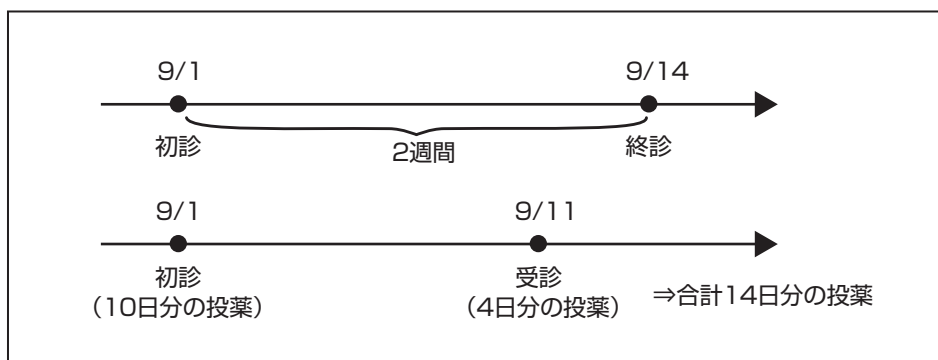 9/1 9/14
初診 2週間 終診
9/1 9/11
初診 受診
（10日分の投薬） （4日分の投薬） ⇒合計14日分の投薬